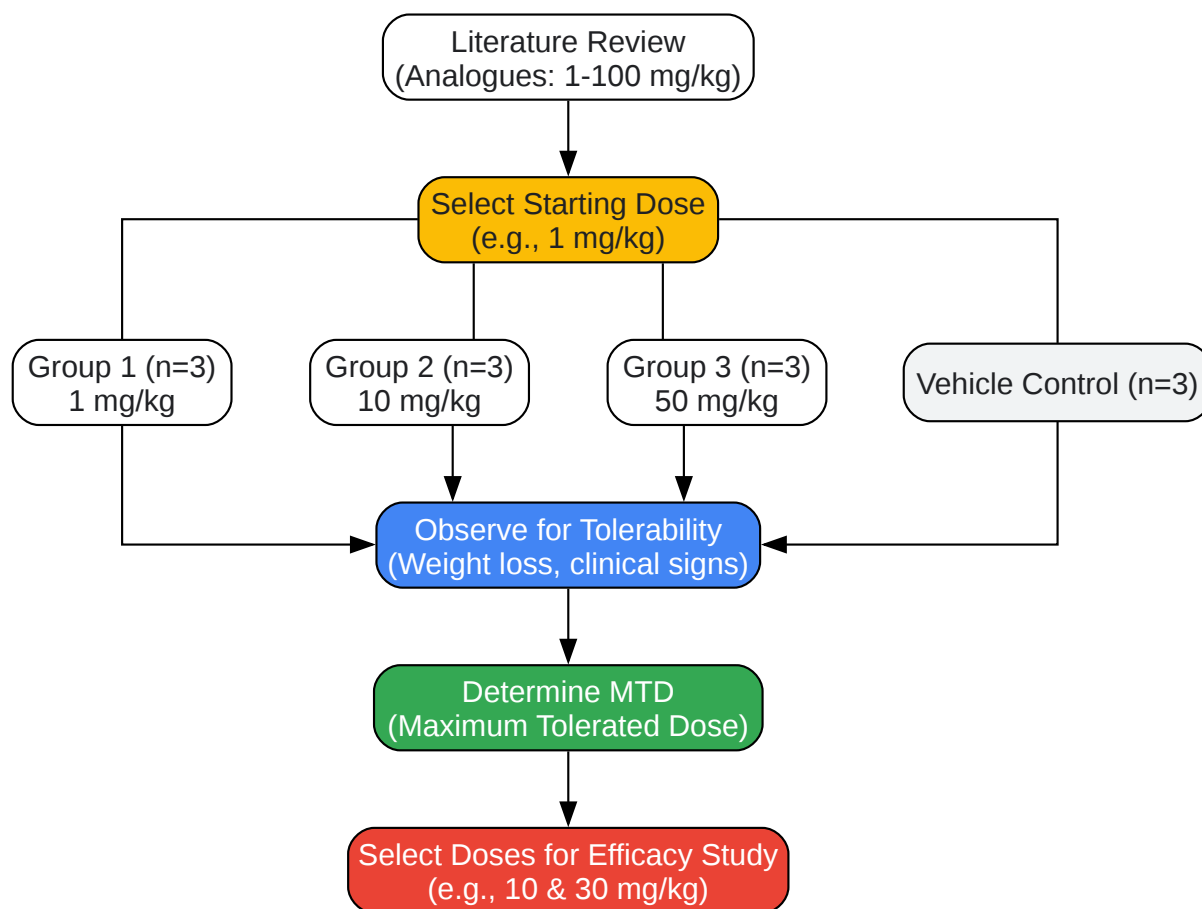 Literature Review
(Analogues: 1-100 mg/kg)
Select Starting Dose
(e.g., 1 mg/kg)
Group 1 (n=3)
1 mg/kg
Group 2 (n=3)
10 mg/kg
Group 3 (n=3)
50 mg/kg
Vehicle Control (n=3)
Observe for Tolerability
(Weight loss, clinical signs)
Determine MTD
(Maximum Tolerated Dose)
Select Doses for Efficacy Study
(e.g., 10 & 30 mg/kg)